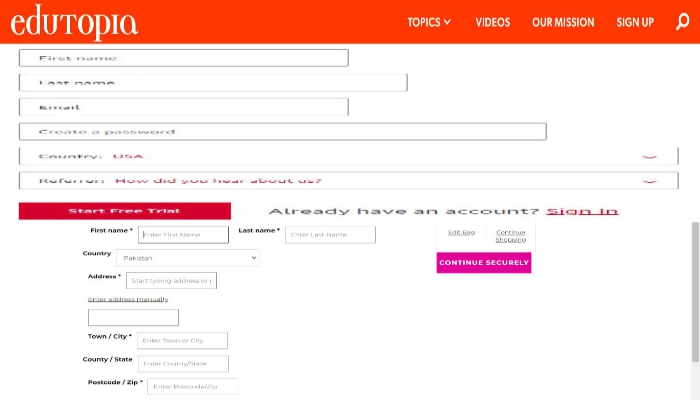 edutopia TOPICS VIDEOS OUR MISSION SIGN UP
First name
Last name
Email
Create a password
Country: USA
Referrer: How did you hear about us?
Start Free Trial Already have an account? Sign In
First name * Enter First Name Last name * Enter Last Name Edit Bag Continue Shopping
Country Pakistan CONTINUE SECURELY
Address * Start typing address or p
Enter address manually
Town / City * Enter Town or City
County / State Enter County/State
Postcode / Zip * Enter Postcode/Zip